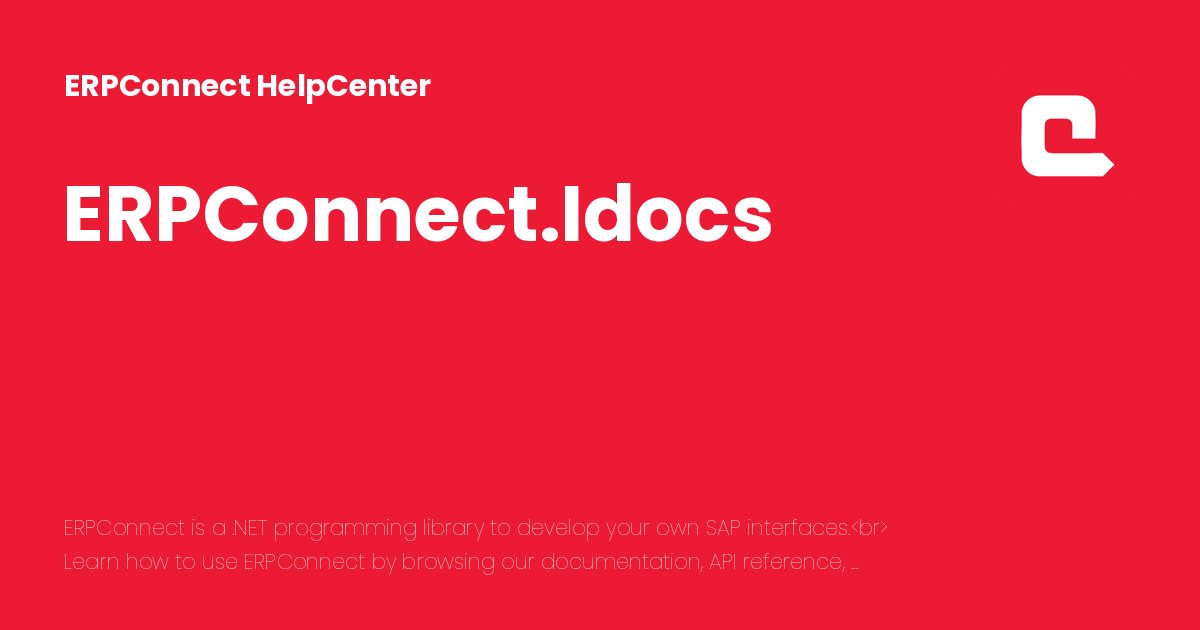 ERPConnect HelpCenter
ERPConnect.Idocs
ERPConnect is a .NET programming library to develop your own SAP interfaces.<br>
Learn how to use ERPConnect by browsing our documentation, API reference, ...